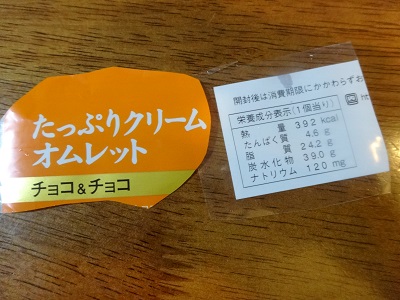 たっぷりクリーム
オムレット
チョコ&チョコ
開封後は消費期限にかかわらずお
栄養成分表示(1個当り)
熱量 392 kcal
たんぱく質 4.6 g
脂質 24.2 g
炭水化物 39.0 g
ナトリウム 120 mg